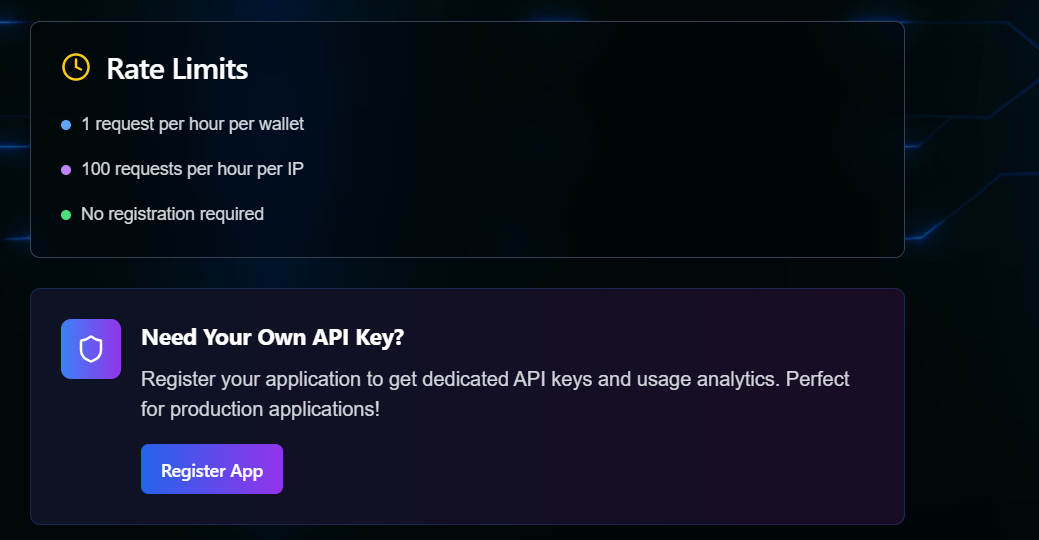 Rate Limits
1 request per hour per wallet
100 requests per hour per IP
No registration required
Need Your Own API Key?
Register your application to get dedicated API keys and usage analytics. Perfect
for production applications!
Register App